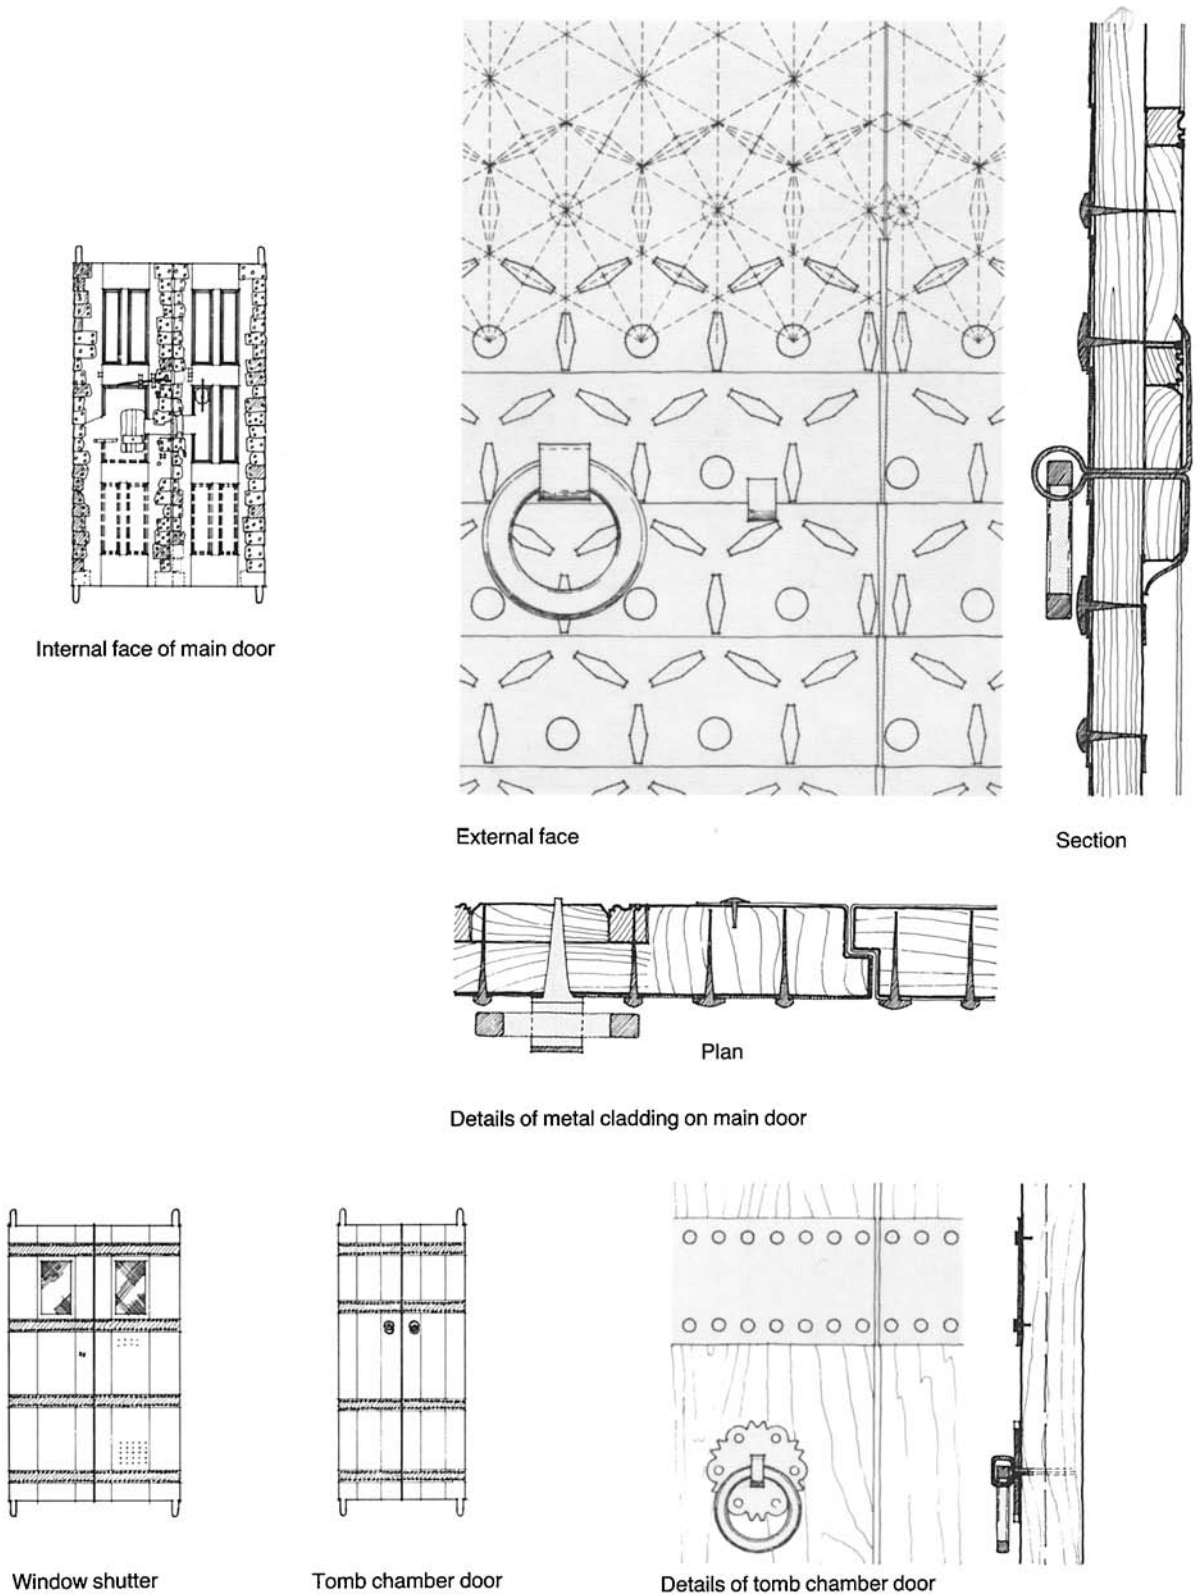 Internal face of main door
External face
Section
Plan
Details of metal cladding on main door
Window shutter
Tomb chamber door
Details of tomb chamber door